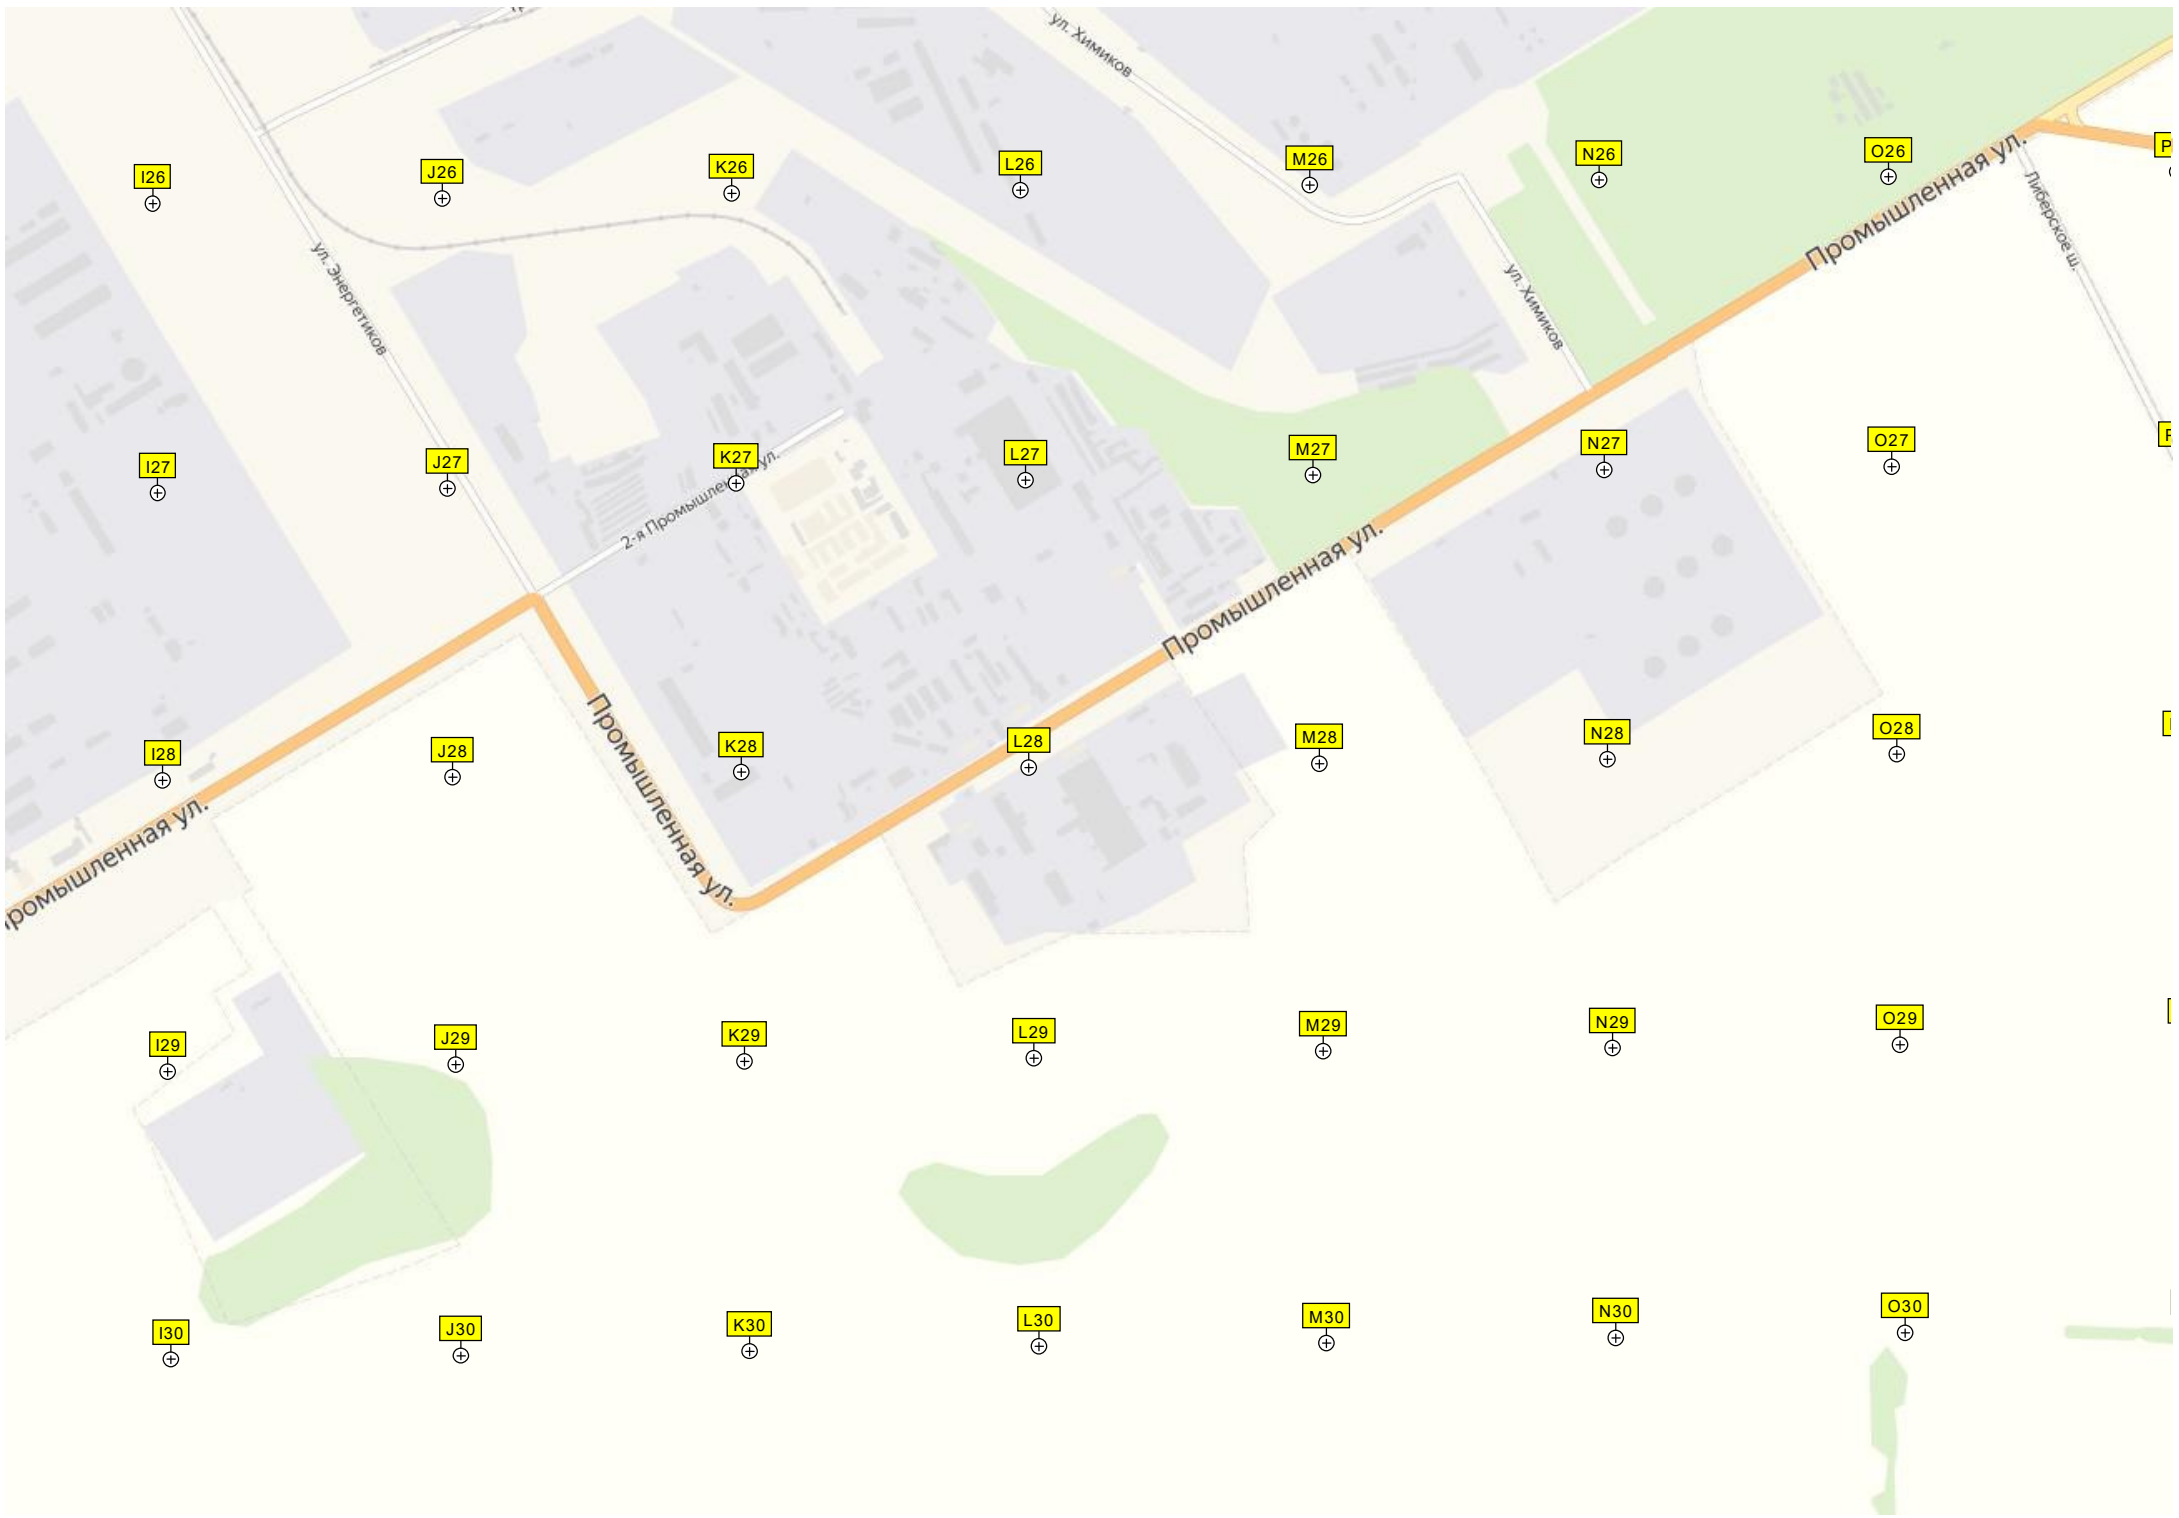 ул. Химиков
I26
J26
K26
L26
M26
N26
O26
Промышленная ул.
Либерское ш.
ул. Энергетиков
ул. Химиков
I27
J27
K27
L27
M27
N27
O27
2-я Промышленная ул.
Промышленная ул.
I28
J28
K28
L28
M28
N28
O28
Промышленная ул.
Промышленная ул.
I29
J29
K29
L29
M29
N29
O29
I30
J30
K30
L30
M30
N30
O30